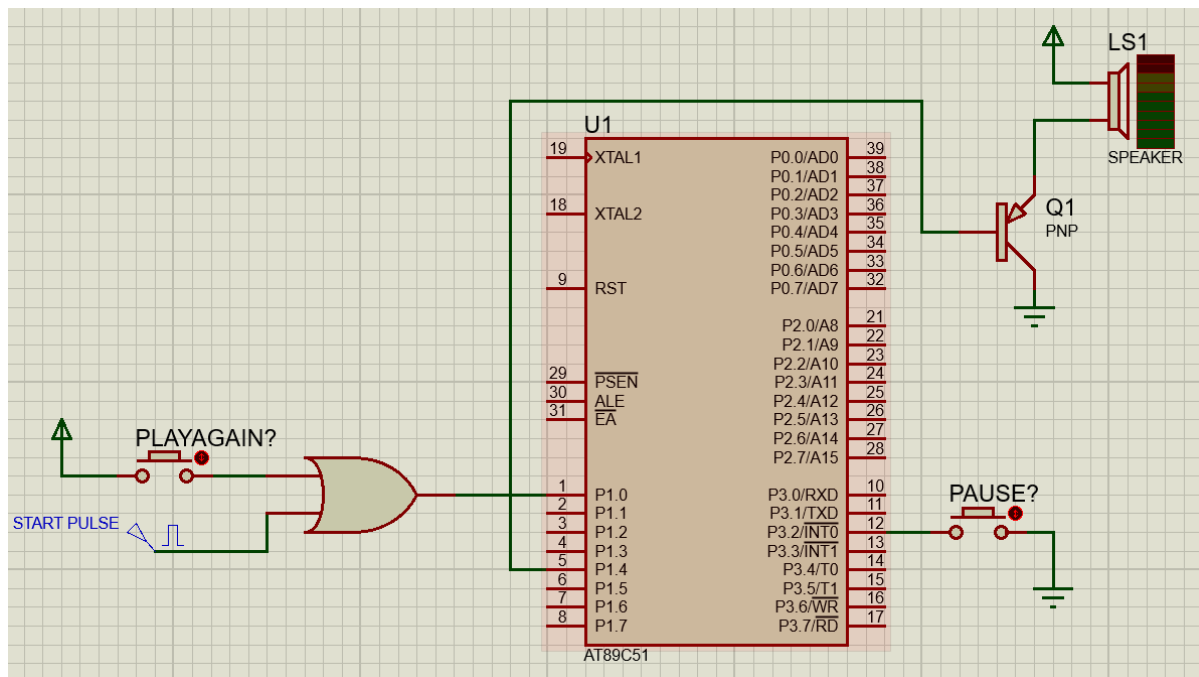 LS1
SPEAKER
Q1
PNP
U1
19 XTAL1 P0.0/AD0 39
P0.1/AD1 38
P0.2/AD2 37
18 XTAL2 P0.3/AD3 36
P0.4/AD4 35
P0.5/AD5 34
P0.6/AD6 33
9 RST P0.7/AD7 32
P2.0/A8 21
P2.1/A9 22
P2.2/A10 23
29 PSEN P2.3/A11 24
30 ALE P2.4/A12 25
31 EA P2.5/A13 26
P2.6/A14 27
P2.7/A15 28
1 P1.0 P3.0/RXD 10
2 P1.1 P3.1/TXD 11
3 P1.2 P3.2/INT0 12
4 P1.3 P3.3/INT1 13
5 P1.4 P3.4/T0 14
6 P1.5 P3.5/T1 15
7 P1.6 P3.6/WR 16
8 P1.7 P3.7/RD 17
AT89C51
PLAYAGAIN?
START PULSE
PAUSE?